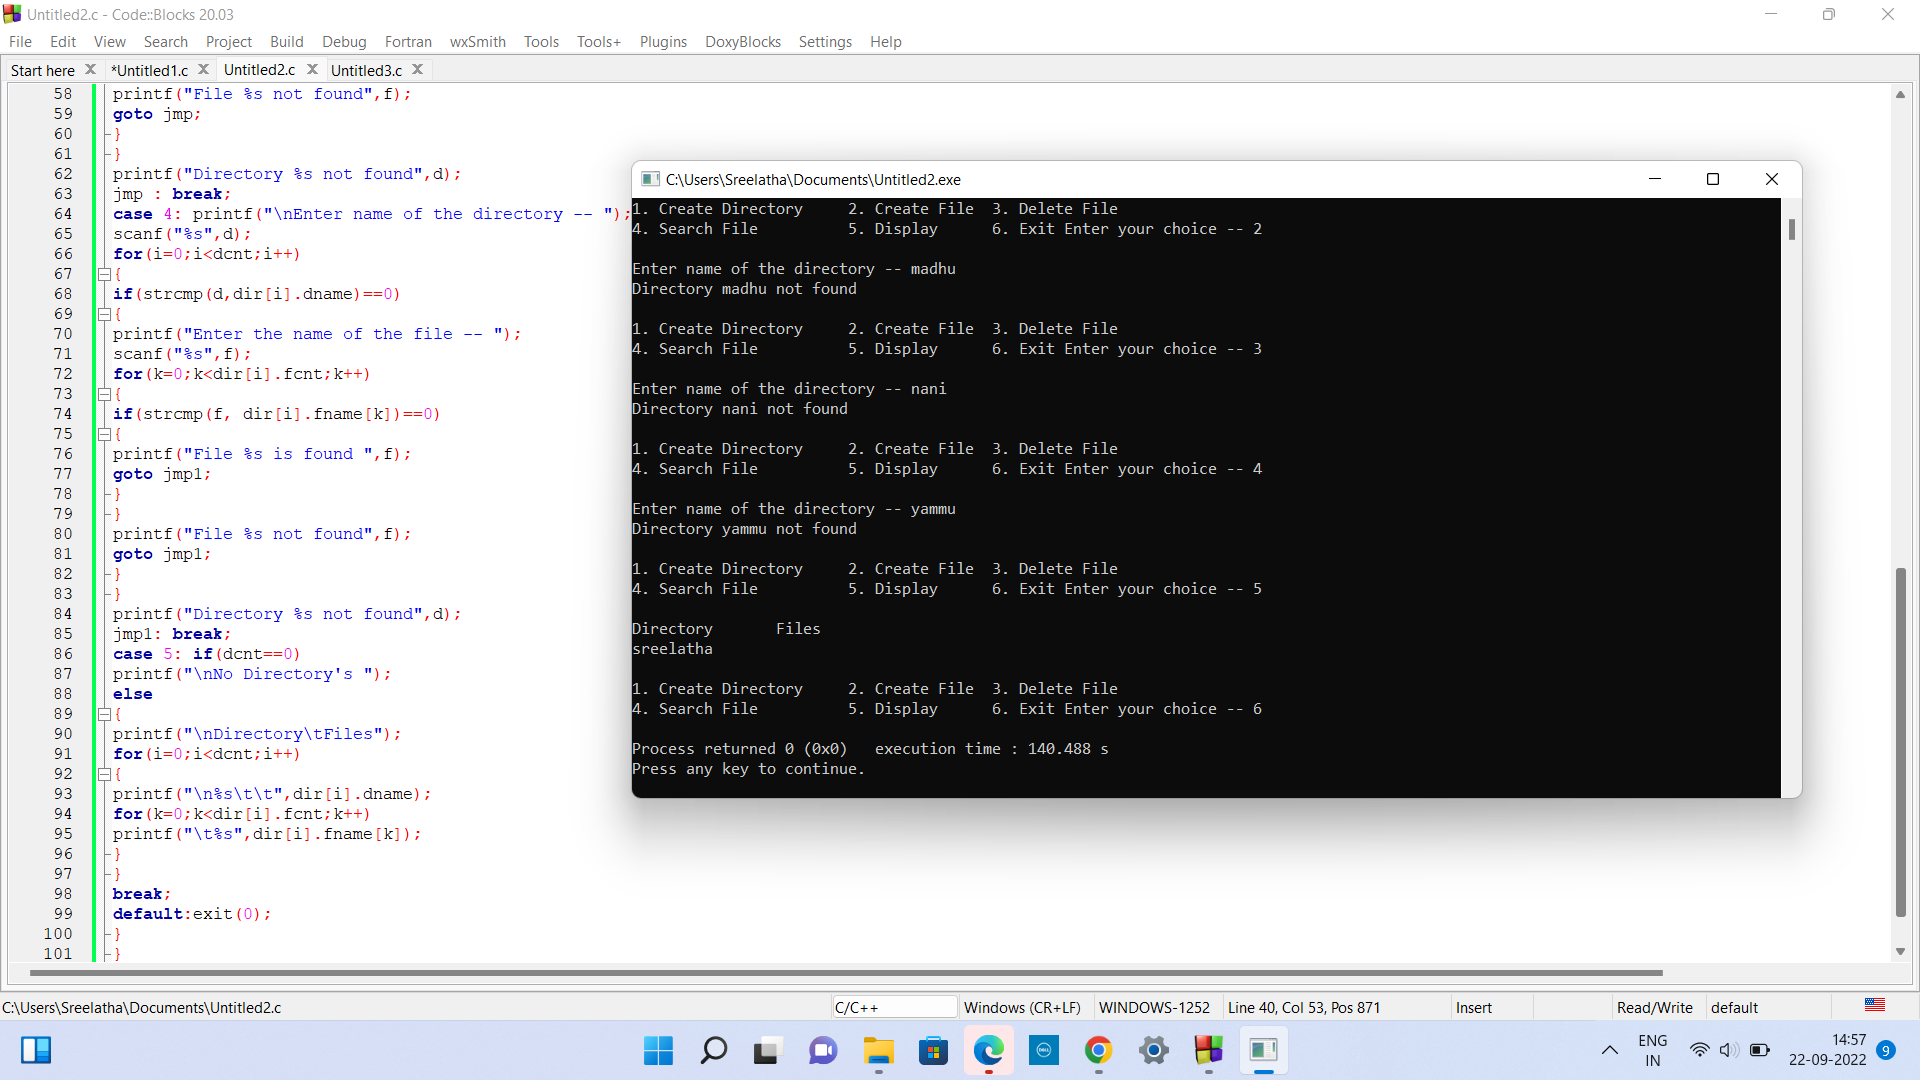 Untitled2.c - Code::Blocks 20.03
File Edit View Search Project Build Debug Fortran wxSmith Tools Tools+ Plugins DoxyBlocks Settings Help
Start here *Untitled1.c Untitled2.c Untitled3.c
58 printf("File %s not found",f);
59 goto jmp;
60 }
61 }
62 printf("Directory %s not found",d);
63 jmp : break;
64 case 4: printf("\nEnter name of the directory -- ");
65 scanf("%s",d);
66 for(i=0;i<dcnt;i++)
67 {
68 if(strcmp(d,dir[i].dname)==0)
69 {
70 printf("Enter the name of the file -- ");
71 scanf("%s",f);
72 for(k=0;k<dir[i].fcnt;k++)
73 {
74 if(strcmp(f, dir[i].fname[k])==0)
75 {
76 printf("File %s is found ",f);
77 goto jmp1;
78 }
79 }
80 printf("File %s not found",f);
81 goto jmp1;
82 }
83 }
84 printf("Directory %s not found",d);
85 jmp1: break;
86 case 5: if(dcnt==0)
87 printf("\nNo Directory's ");
88 else
89 {
90 printf("\nDirectory\tFiles");
91 for(i=0;i<dcnt;i++)
92 {
93 printf("\n%s\t\t",dir[i].dname);
94 for(k=0;k<dir[i].fcnt;k++)
95 printf("\t%s",dir[i].fname[k]);
96 }
97 }
98 break;
99 default:exit(0);
100 }
101 }
C:\Users\Sreelatha\Documents\Untitled2.exe
1. Create Directory 2. Create File 3. Delete File
4. Search File 5. Display 6. Exit Enter your choice -- 2
Enter name of the directory -- madhu
Directory madhu not found
1. Create Directory 2. Create File 3. Delete File
4. Search File 5. Display 6. Exit Enter your choice -- 3
Enter name of the directory -- nani
Directory nani not found
1. Create Directory 2. Create File 3. Delete File
4. Search File 5. Display 6. Exit Enter your choice -- 4
Enter name of the directory -- yammu
Directory yammu not found
1. Create Directory 2. Create File 3. Delete File
4. Search File 5. Display 6. Exit Enter your choice -- 5
Directory Files
sreelatha
1. Create Directory 2. Create File 3. Delete File
4. Search File 5. Display 6. Exit Enter your choice -- 6
Process returned 0 (0x0) execution time : 140.488 s
Press any key to continue.
C:\Users\Sreelatha\Documents\Untitled2.c C/C++ Windows (CR+LF) WINDOWS-1252 Line 40, Col 53, Pos 871 Insert Read/Write default
DELL
ENG
IN
14:57
22-09-2022
9